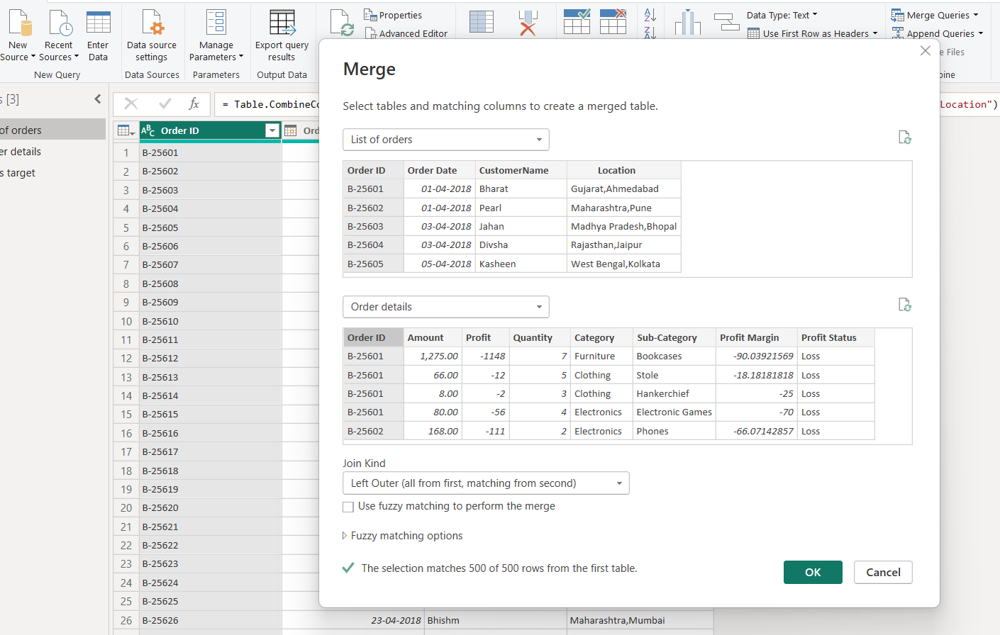 New Source
Recent Sources
Enter Data
New Query
Data source settings
Data Sources
Manage Parameters
Parameters
Export query results
Output Data
Properties
Advanced Editor
Data Type: Text
Use First Row as Headers
Merge Queries
Append Queries
Files
s [3]
of orders
er details
s target
fx
= Table.CombineCo
Location")
ABC Order ID
Ord
1 B-25601
2 B-25602
3 B-25603
4 B-25604
5 B-25605
6 B-25606
7 B-25607
8 B-25608
9 B-25609
10 B-25610
11 B-25611
12 B-25612
13 B-25613
14 B-25614
15 B-25615
16 B-25616
17 B-25617
18 B-25618
19 B-25619
20 B-25620
21 B-25621
22 B-25622
23 B-25623
24 B-25624
25 B-25625
26 B-25626 23-04-2018 Bhishm Maharashtra,Mumbai
Merge
Select tables and matching columns to create a merged table.
List of orders
Order ID Order Date CustomerName Location
B-25601 01-04-2018 Bharat Gujarat,Ahmedabad
B-25602 01-04-2018 Pearl Maharashtra,Pune
B-25603 03-04-2018 Jahan Madhya Pradesh,Bhopal
B-25604 03-04-2018 Divsha Rajasthan,Jaipur
B-25605 05-04-2018 Kasheen West Bengal,Kolkata
Order details
Order ID Amount Profit Quantity Category Sub-Category Profit Margin Profit Status
B-25601 1,275.00 -1148 7 Furniture Bookcases -90.03921569 Loss
B-25601 66.00 -12 5 Clothing Stole -18.18181818 Loss
B-25601 8.00 -2 3 Clothing Hankerchief -25 Loss
B-25601 80.00 -56 4 Electronics Electronic Games -70 Loss
B-25602 168.00 -111 2 Electronics Phones -66.07142857 Loss
Join Kind
Left Outer (all from first, matching from second)
Use fuzzy matching to perform the merge
Fuzzy matching options
The selection matches 500 of 500 rows from the first table.
OK
Cancel